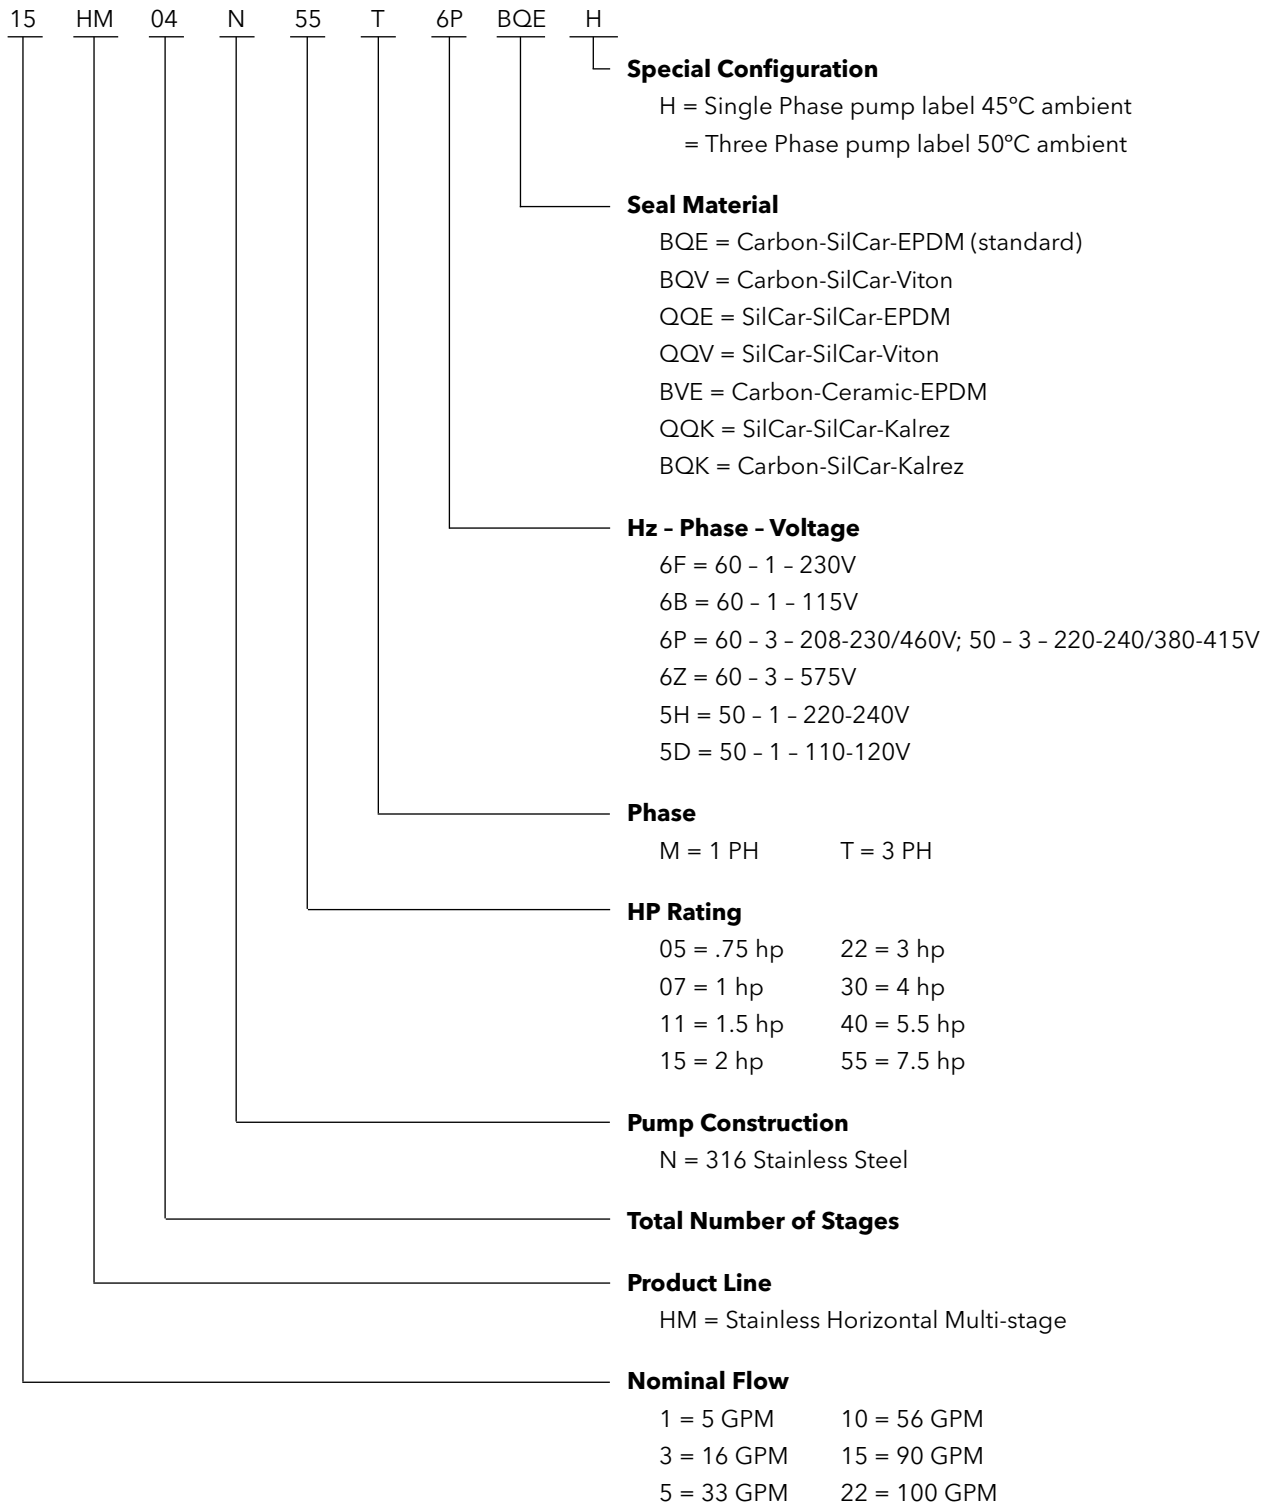 15 HM 04 N 55 T 6P BQE H
Special Configuration
H = Single Phase pump label 45ºC ambient
= Three Phase pump label 50ºC ambient
Seal Material
BQE = Carbon-SilCar-EPDM (standard)
BQV = Carbon-SilCar-Viton
QQE = SilCar-SilCar-EPDM
QQV = SilCar-SilCar-Viton
BVE = Carbon-Ceramic-EPDM
QQK = SilCar-SilCar-Kalrez
BQK = Carbon-SilCar-Kalrez
Hz – Phase – Voltage
6F = 60 – 1 – 230V
6B = 60 – 1 – 115V
6P = 60 – 3 – 208-230/460V; 50 – 3 – 220-240/380-415V
6Z = 60 – 3 – 575V
5H = 50 – 1 – 220-240V
5D = 50 – 1 – 110-120V
Phase
M = 1 PH T = 3 PH
HP Rating
05 = .75 hp 22 = 3 hp
07 = 1 hp 30 = 4 hp
11 = 1.5 hp 40 = 5.5 hp
15 = 2 hp 55 = 7.5 hp
Pump Construction
N = 316 Stainless Steel
Total Number of Stages
Product Line
HM = Stainless Horizontal Multi-stage
Nominal Flow
1 = 5 GPM 10 = 56 GPM
3 = 16 GPM 15 = 90 GPM
5 = 33 GPM 22 = 100 GPM